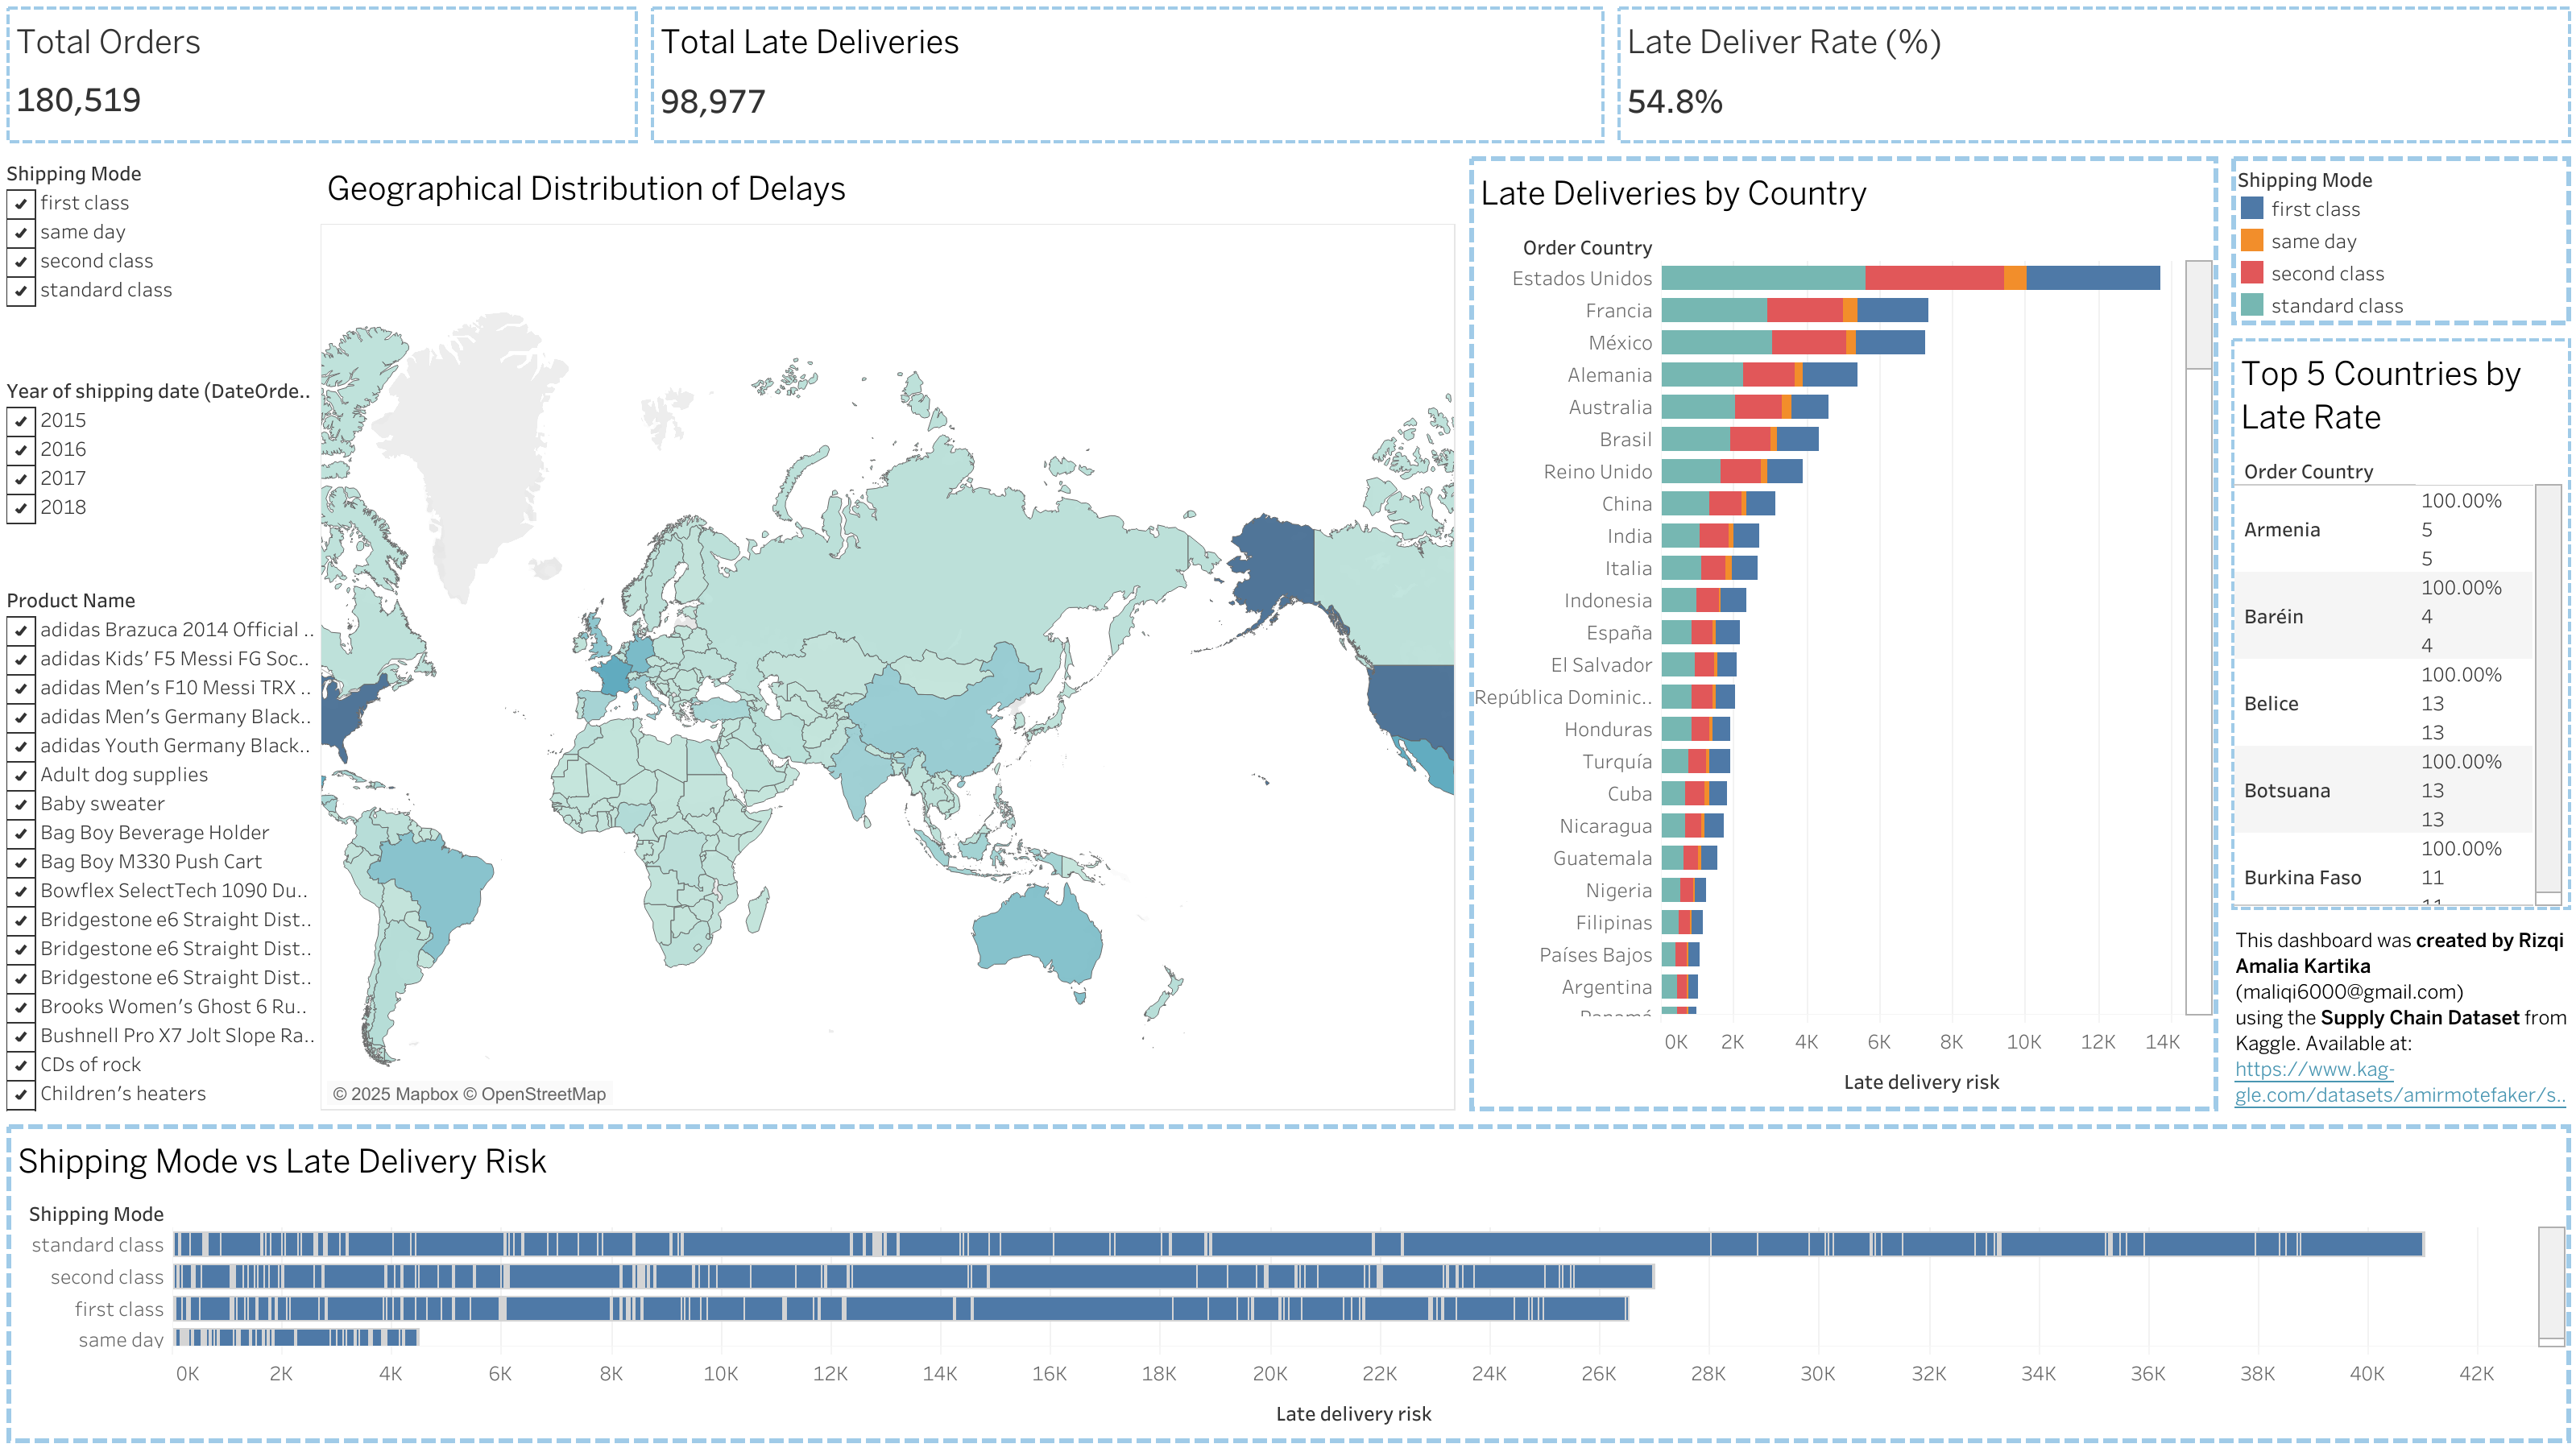 Total Orders
180,519
Total Late Deliveries
98,977
Late Deliver Rate (%)
54.8%
Shipping Mode
first class
same day
second class
standard class
Year of shipping date (DateOrde..
2015
2016
2017
2018
Product Name
adidas Brazuca 2014 Official ..
adidas Kids' F5 Messi FG Soc..
adidas Men's F10 Messi TRX ..
adidas Men's Germany Black..
adidas Youth Germany Black..
Adult dog supplies
Baby sweater
Bag Boy Beverage Holder
Bag Boy M330 Push Cart
Bowflex SelectTech 1090 Du..
Bridgestone e6 Straight Dist..
Bridgestone e6 Straight Dist..
Bridgestone e6 Straight Dist..
Brooks Women's Ghost 6 Ru..
Bushnell Pro X7 Jolt Slope Ra..
CDs of rock
Children's heaters
Geographical Distribution of Delays
© 2025 Mapbox © OpenStreetMap
Late Deliveries by Country
Order Country
Estados Unidos
Francia
México
Alemania
Australia
Brasil
Reino Unido
China
India
Italia
Indonesia
España
El Salvador
República Dominic..
Honduras
Turquía
Cuba
Nicaragua
Guatemala
Nigeria
Filipinas
Países Bajos
Argentina
0K 2K 4K 6K 8K 10K 12K 14K
Late delivery risk
Shipping Mode
first class
same day
second class
standard class
Top 5 Countries by
Late Rate
Order Country
Armenia
100.00%
5
5
Baréin
100.00%
4
4
Belice
100.00%
13
13
Botsuana
100.00%
13
13
Burkina Faso
100.00%
11
This dashboard was created by Rizqi
Amalia Kartika
(maliqi6000@gmail.com)
using the Supply Chain Dataset from
Kaggle. Available at:
https://www.kag-
gle.com/datasets/amirmotefaker/s..
Shipping Mode vs Late Delivery Risk
Shipping Mode
standard class
second class
first class
same day
0K 2K 4K 6K 8K 10K 12K 14K 16K 18K 20K 22K 24K 26K 28K 30K 32K 34K 36K 38K 40K 42K
Late delivery risk